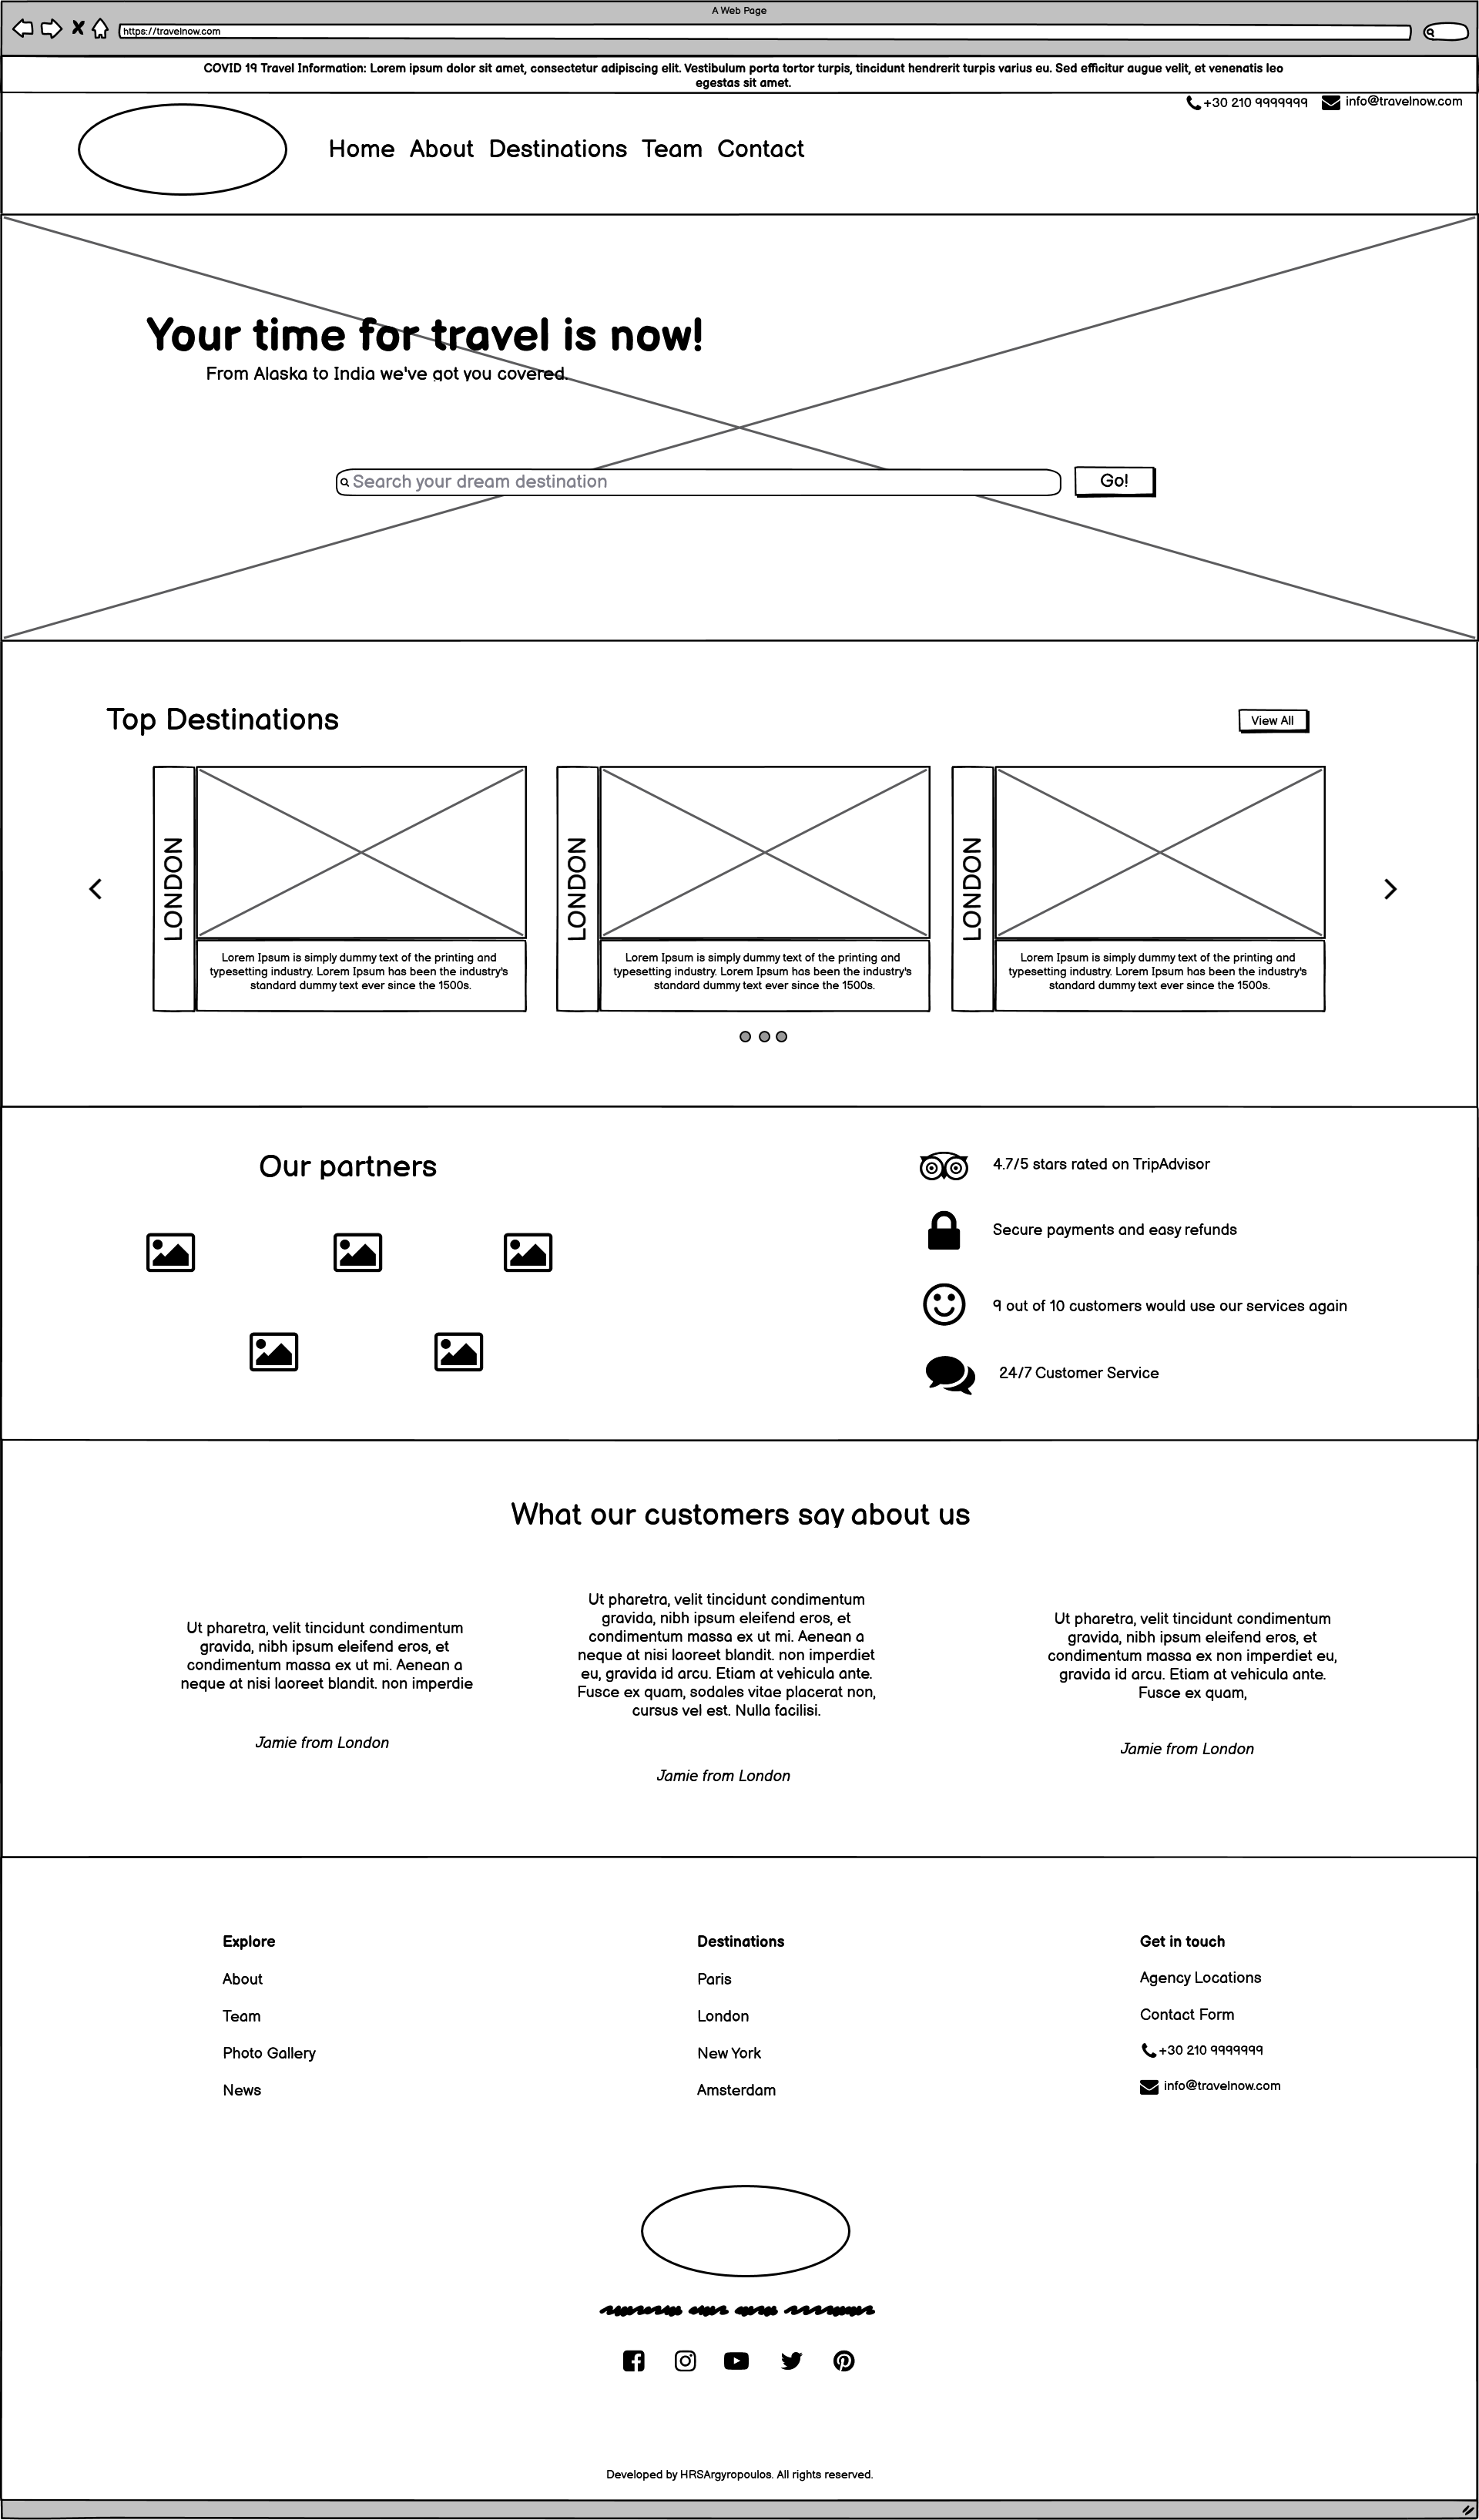 A Web Page
https://travelnow.com
COVID 19 Travel Information: Lorem ipsum dolor sit amet, consectetur adipiscing elit. Vestibulum porta tortor turpis, tincidunt hendrerit turpis varius eu. Sed efficitur augue velit, et venenatis leo
egestas sit amet.
+30 210 9999999 info@travelnow.com
Home About Destinations Team Contact
Your time for travel is now!
From Alaska to India we've got you covered.
Search your dream destination
Go!
Top Destinations
View All
LONDON
Lorem Ipsum is simply dummy text of the printing and
typesetting industry. Lorem Ipsum has been the industry's
standard dummy text ever since the 1500s.
LONDON
Lorem Ipsum is simply dummy text of the printing and
typesetting industry. Lorem Ipsum has been the industry's
standard dummy text ever since the 1500s.
LONDON
Lorem Ipsum is simply dummy text of the printing and
typesetting industry. Lorem Ipsum has been the industry's
standard dummy text ever since the 1500s.
Our partners
4.7/5 stars rated on TripAdvisor
Secure payments and easy refunds
9 out of 10 customers would use our services again
24/7 Customer Service
What our customers say about us
Ut pharetra, velit tincidunt condimentum
gravida, nibh ipsum eleifend eros, et
condimentum massa ex ut mi. Aenean a
neque at nisi laoreet blandit. non imperdie
Jamie from London
Ut pharetra, velit tincidunt condimentum
gravida, nibh ipsum eleifend eros, et
condimentum massa ex ut mi. Aenean a
neque at nisi laoreet blandit. non imperdiet
eu, gravida id arcu. Etiam at vehicula ante.
Fusce ex quam, sodales vitae placerat non,
cursus vel est. Nulla facilisi.
Jamie from London
Ut pharetra, velit tincidunt condimentum
gravida, nibh ipsum eleifend eros, et
condimentum massa ex non imperdiet eu,
gravida id arcu. Etiam at vehicula ante.
Fusce ex quam,
Jamie from London
Explore
About
Team
Photo Gallery
News
Destinations
Paris
London
New York
Amsterdam
Get in touch
Agency Locations
Contact Form
+30 210 9999999
info@travelnow.com
Developed by HRSArgyropoulos. All rights reserved.